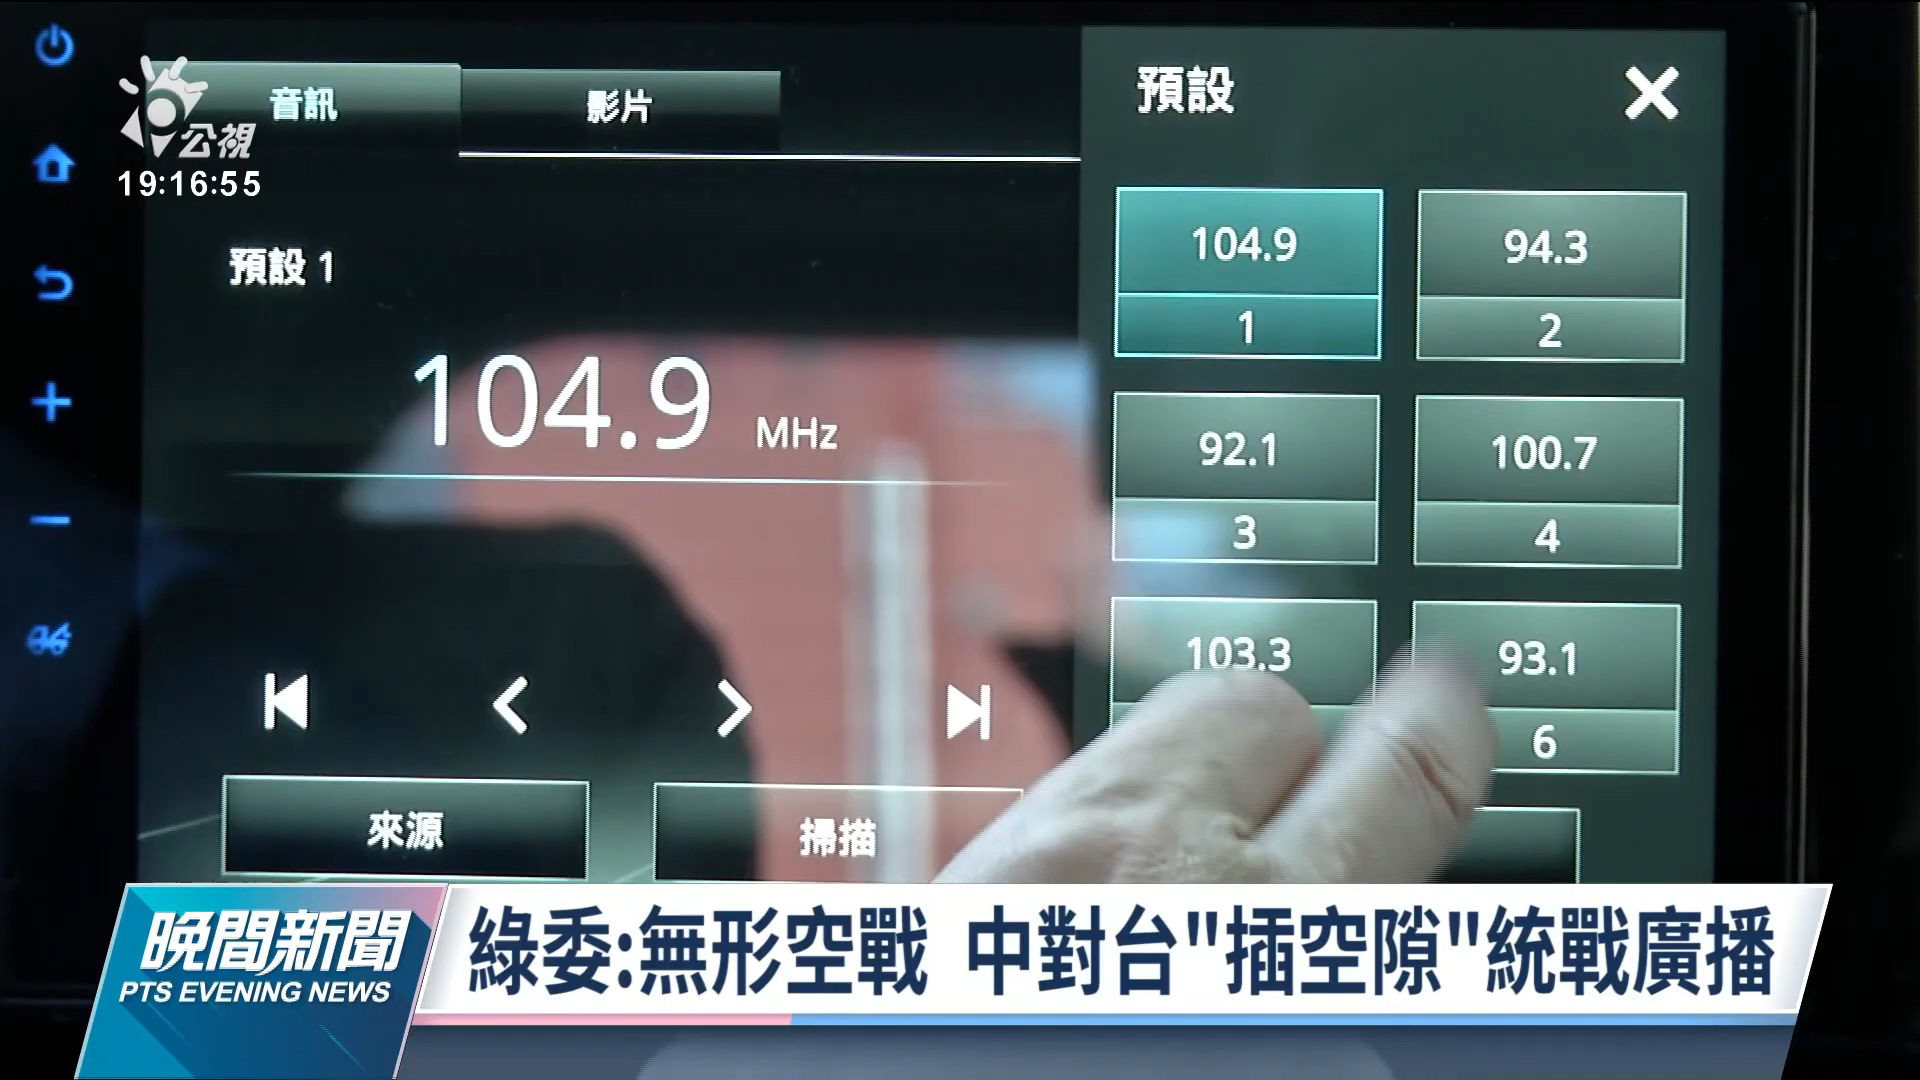 音訊
影片
公視
19:16:55
預設
預設 1
104.9 MHz
104.9
1
94.3
2
92.1
3
100.7
4
103.3
93.1
6
來源
掃描
晚間新聞
PTS EVENING NEWS
綠委:無形空戰 中對台"插空隙"統戰廣播